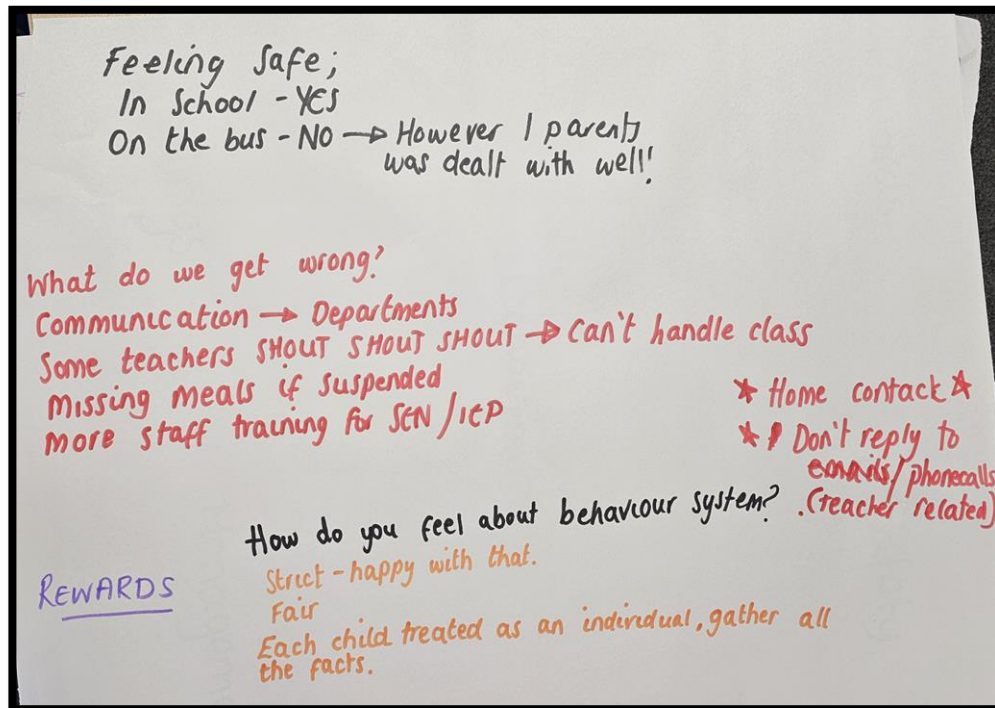 Feeling Safe;
In School - YES
On the bus - NO → However 1 parents
was dealt with well!
What do we get wrong?
Communication → Departments
Some teachers SHOUT SHOUT SHOUT → Can't handle class
Missing meals if suspended
more staff training for SEN/IEP
* Home contack *
* Don't reply to
emails/phonecalls
(teacher related)
How do you feel about behaviour system?
Strict - happy with that.
Fair
Each child treated as an individual, gather all
the facts.
REWARDS